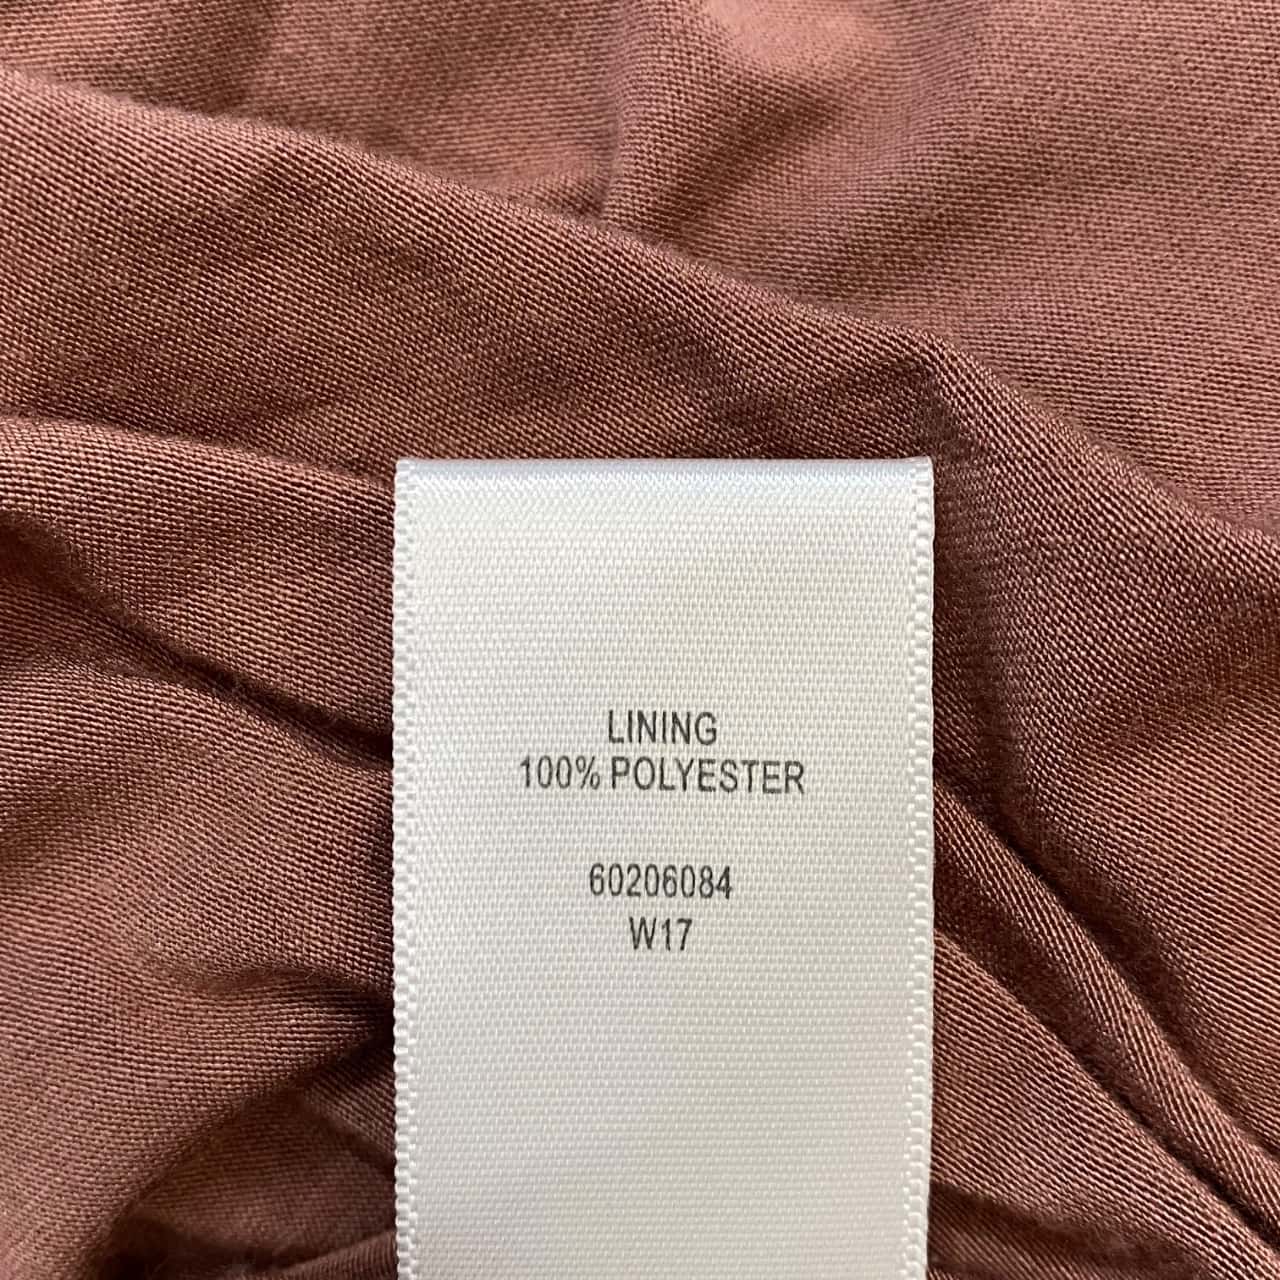 LINING
100% POLYESTER
60206084
W17